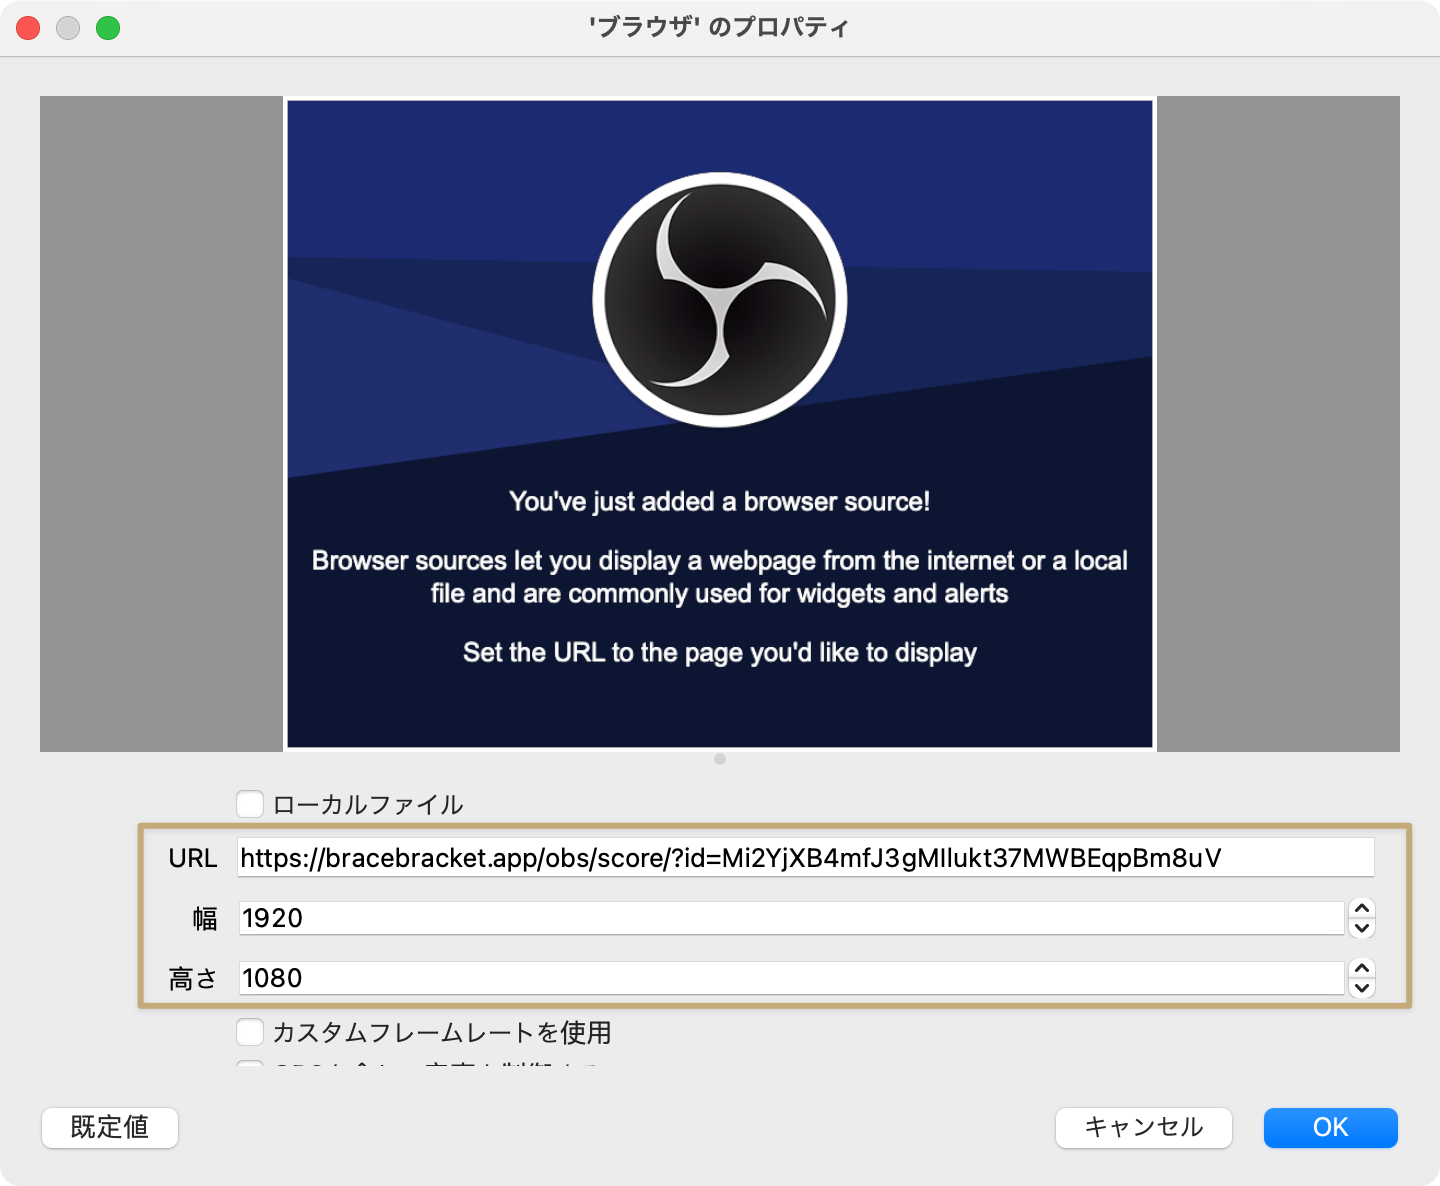 'ブラウザ' のプロパティ
You've just added a browser source!
Browser sources let you display a webpage from the internet or a local
file and are commonly used for widgets and alerts
Set the URL to the page you'd like to display
ローカルファイル
URL https://bracebracket.app/obs/score/?id=Mi2YjXB4mfJ3gMIlukt37MWBEqpBm8uV
幅 1920
高さ 1080
カスタムフレームレートを使用
既定値 キャンセル OK